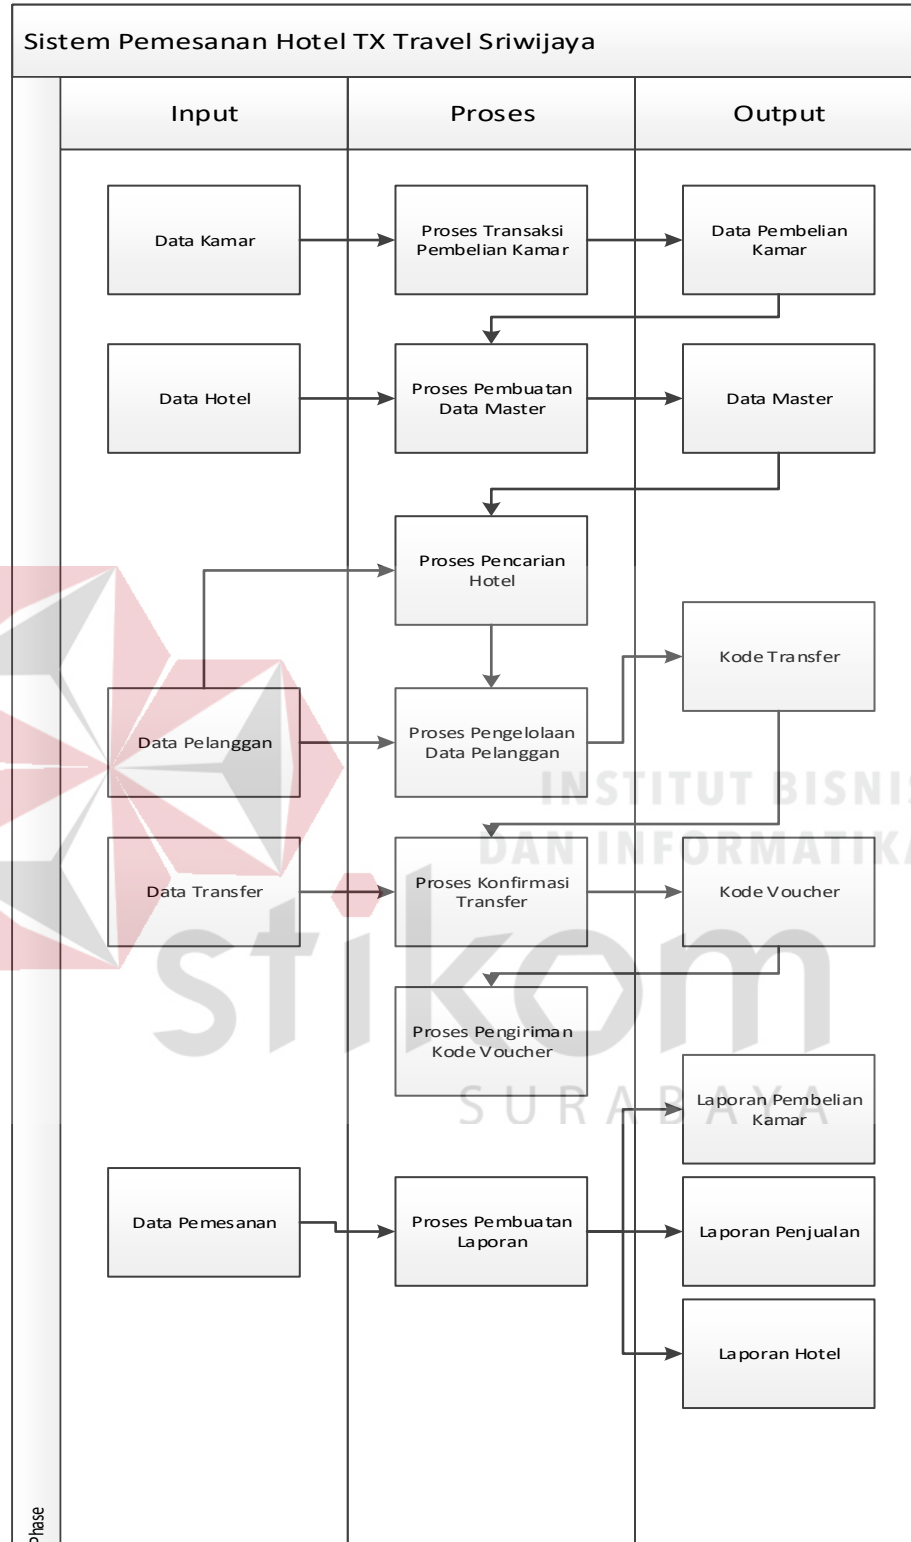 Sistem Pemesanan Hotel TX Travel Sriwijaya
Input
Proses
Output
Data Kamar
Proses Transaksi
Pembelian Kamar
Data Pembelian
Kamar
Data Hotel
Proses Pembuatan
Data Master
Data Master
Proses Pencarian
Hotel
Kode Transfer
Data Pelanggan
Proses Pengelolaan
Data Pelanggan
INSTITUT BISNIS
DAN INFORMATIKA
Data Transfer
Proses Konfirmasi
Transfer
Kode Voucher
stikom
Proses Pengiriman
Kode Voucher
SURABAYA
Laporan Pembelian
Kamar
Data Pemesanan
Proses Pembuatan
Laporan
Laporan Penjualan
Laporan Hotel
Phase